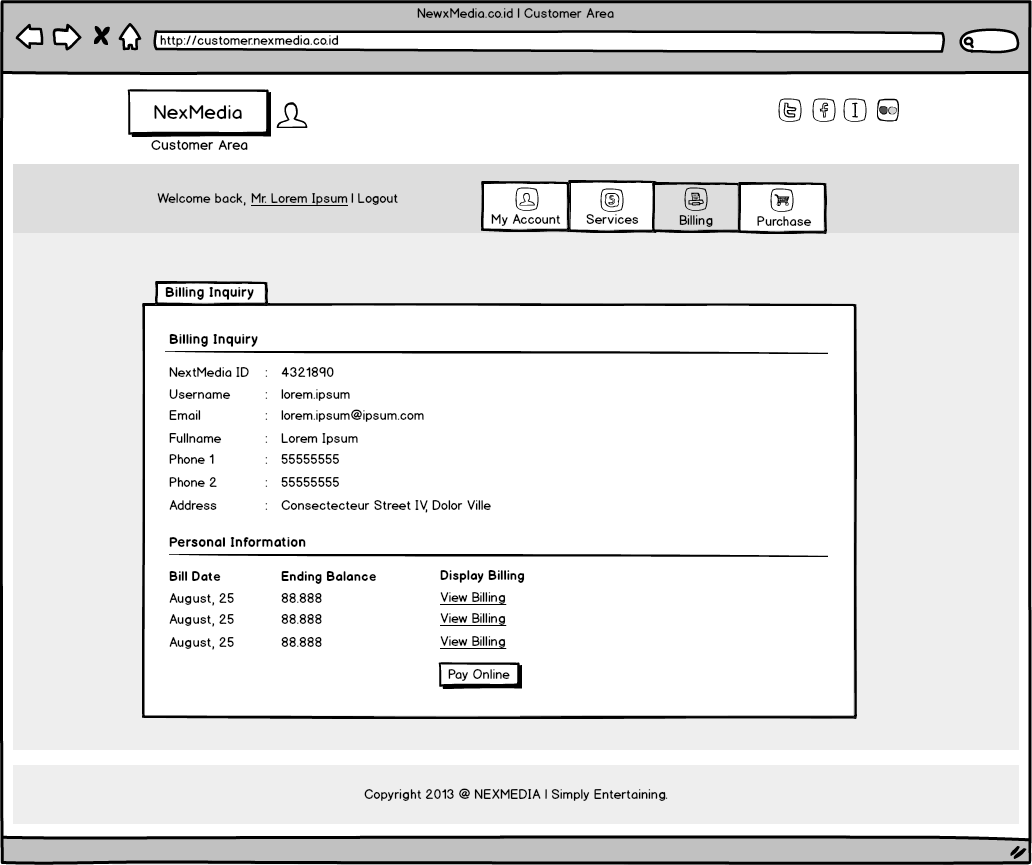 NewxMedia.co.id | Customer Area
http://customer.nexmedia.co.id
NexMedia
Customer Area
Welcome back, Mr. Lorem Ipsum | Logout
My Account
Services
Billing
Purchase
Billing Inquiry
Billing Inquiry
NextMedia ID : 4321890
Username : lorem.ipsum
Email : lorem.ipsum@ipsum.com
Fullname : Lorem Ipsum
Phone 1 : 55555555
Phone 2 : 55555555
Address : Consectecteur Street IV, Dolor Ville
Personal Information
Bill Date Ending Balance Display Billing
August, 25 88.888 View Billing
August, 25 88.888 View Billing
August, 25 88.888 View Billing
Pay Online
Copyright 2013 @ NEXMEDIA | Simply Entertaining.